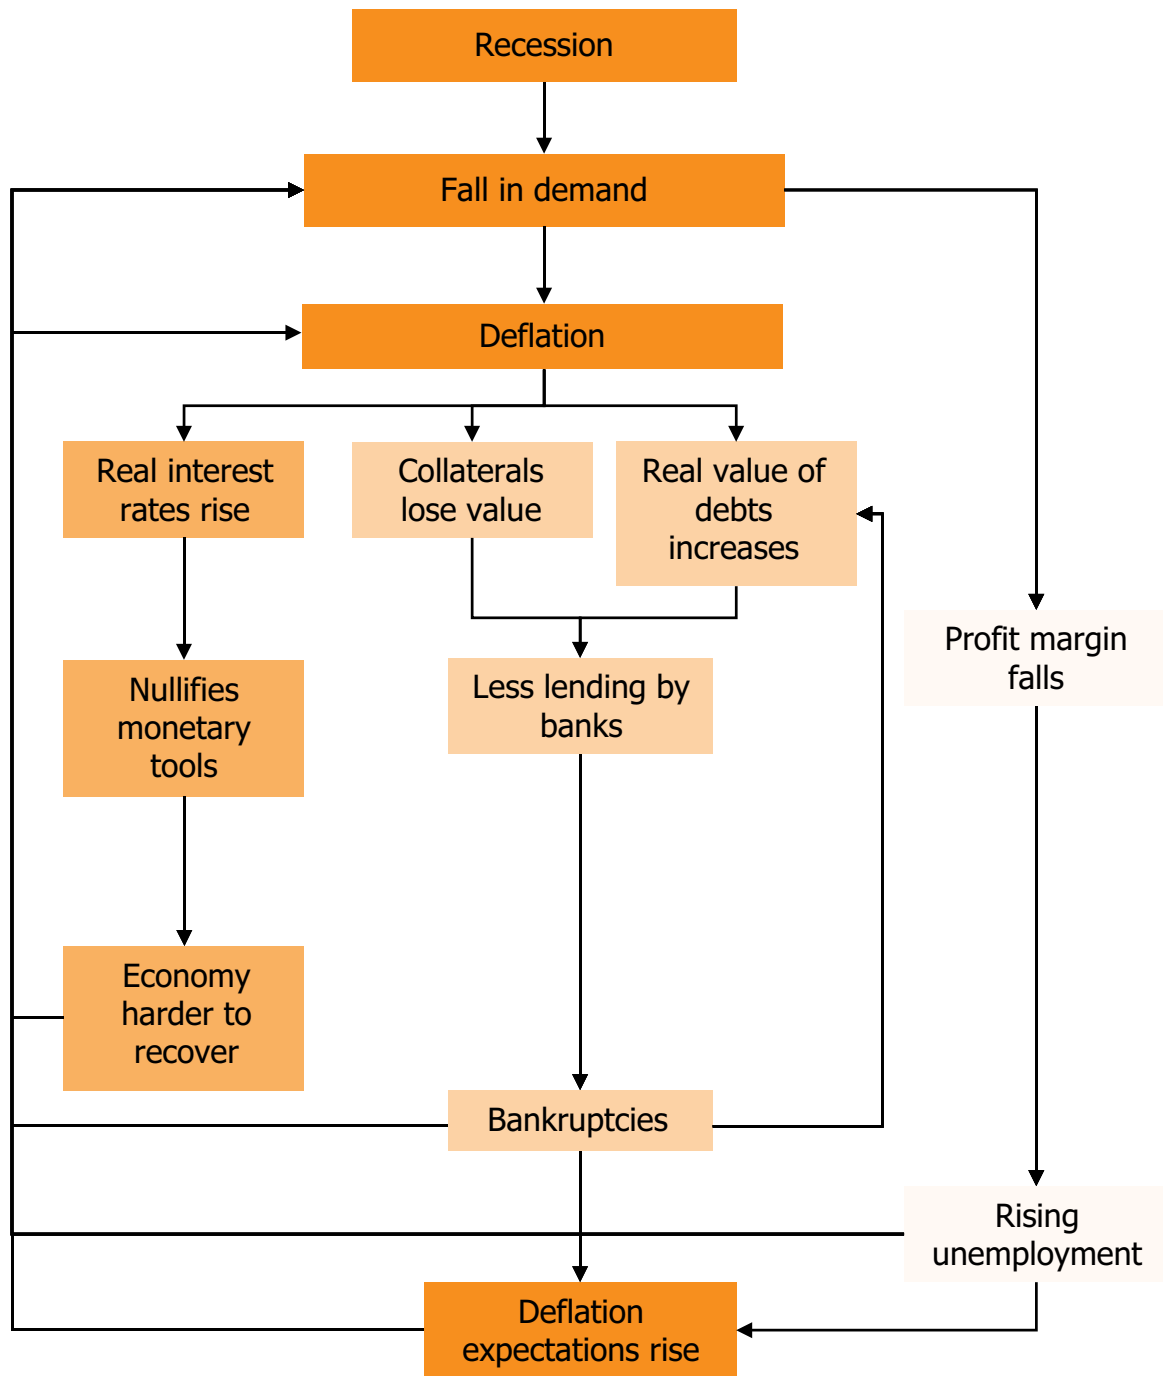 Recession
Fall in demand
Deflation
Real interest
rates rise
Collaterals
lose value
Real value of
debts
increases
Profit margin
falls
Nullifies
monetary
tools
Less lending by
banks
Economy
harder to
recover
Bankruptcies
Rising
unemployment
Deflation
expectations rise